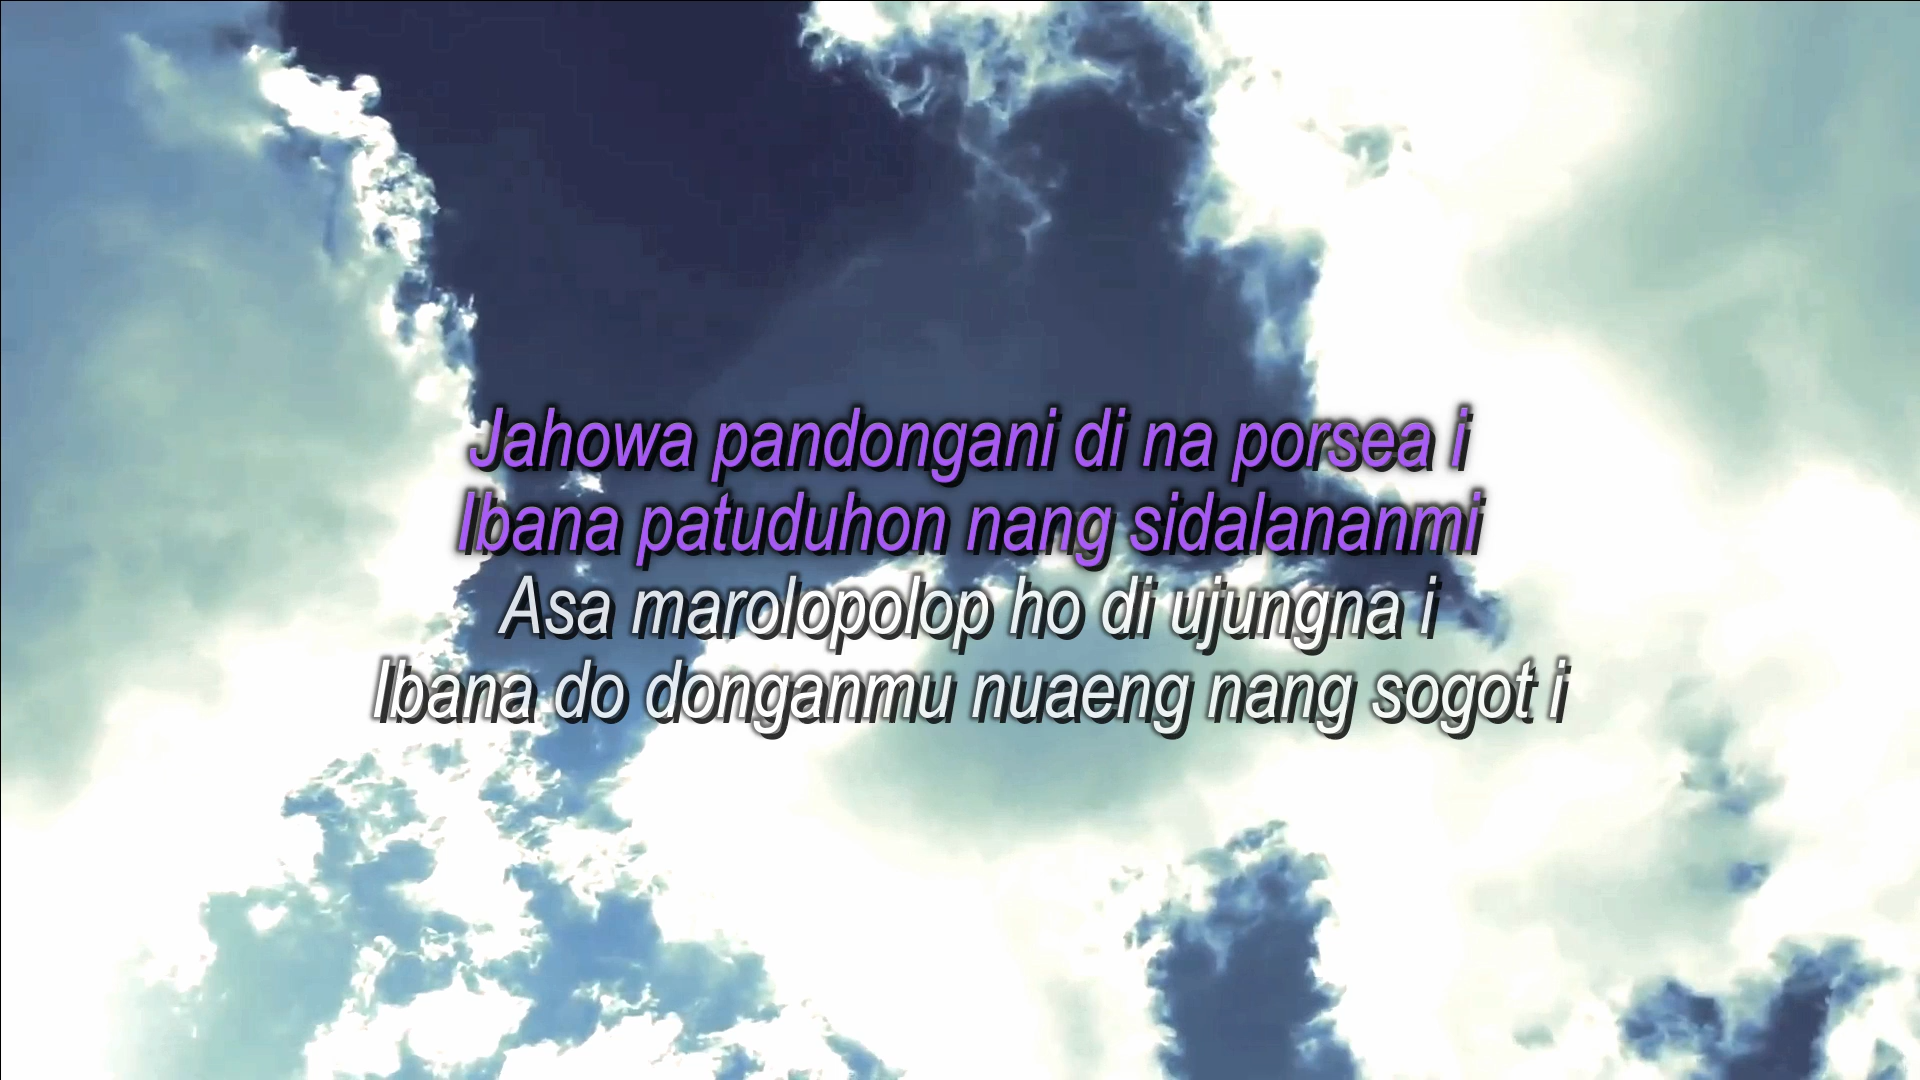 Jahowa pandongani di na porsea i
Ibana patuduhon nang sidalananmi
Asa marolopolop ho di ujungna i
Ibana do donganmu nuaeng nang sogot i